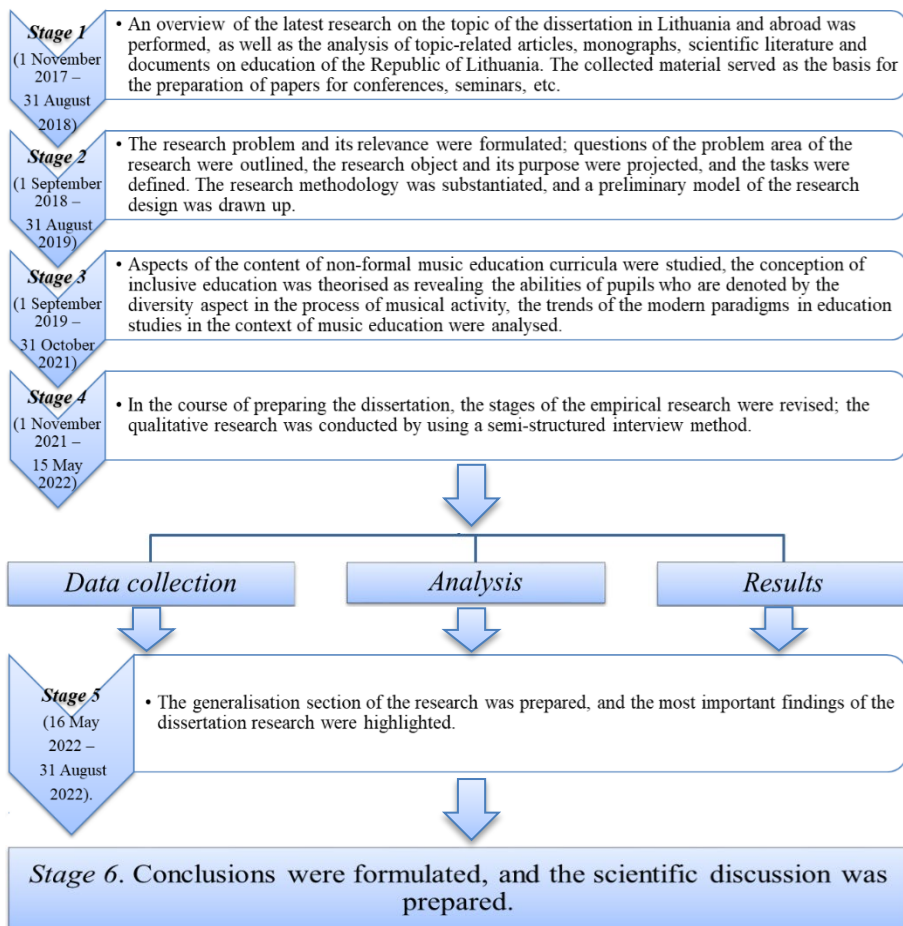 Stage 1
(1 November
2017 –
31 August
2018)
• An overview of the latest research on the topic of the dissertation in Lithuania and abroad was
performed, as well as the analysis of topic-related articles, monographs, scientific literature and
documents on education of the Republic of Lithuania. The collected material served as the basis for
the preparation of papers for conferences, seminars, etc.
Stage 2
(1 September
2018 –
31 August
2019)
• The research problem and its relevance were formulated; questions of the problem area of
the research were outlined, the research object and its purpose were projected, and the tasks were
defined. The research methodology was substantiated, and a preliminary model of the research
design was drawn up.
Stage 3
(1 September
2019 –
31 October
2021)
• Aspects of the content of non-formal music education curricula were studied, the conception of
inclusive education was theorised as revealing the abilities of pupils who are denoted by the
diversity aspect in the process of musical activity, the trends of the modern paradigms in education
studies in the context of music education were analysed.
Stage 4
(1 November
2021 –
15 May
2022)
• In the course of preparing the dissertation, the stages of the empirical research were revised; the
qualitative research was conducted by using a semi-structured interview method.
Data collection
Analysis
Results
Stage 5
(16 May
2022 –
31 August
2022).
• The generalisation section of the research was prepared, and the most important findings of the
dissertation research were highlighted.
Stage 6. Conclusions were formulated, and the scientific discussion was
prepared.